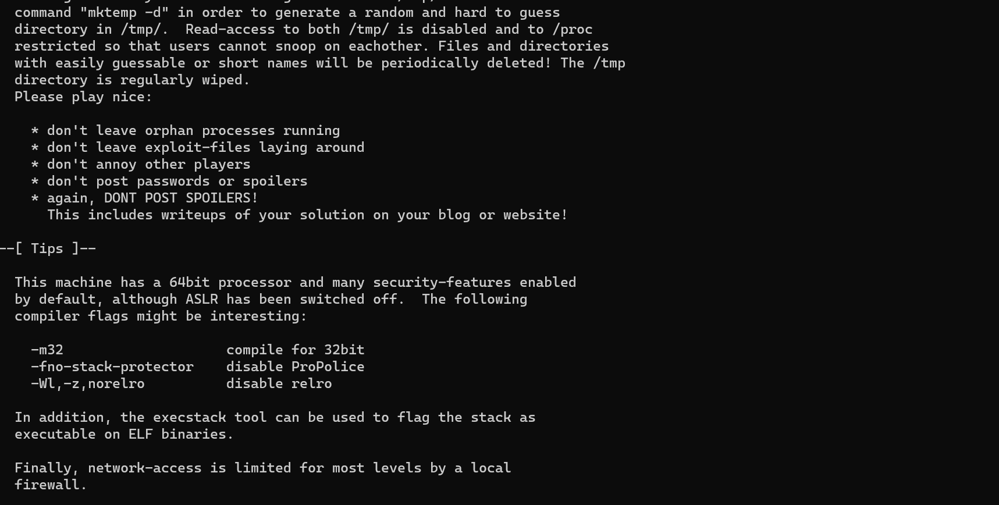 command "mktemp -d" in order to generate a random and hard to guess
directory in /tmp/.  Read-access to both /tmp/ is disabled and to /proc
restricted so that users cannot snoop on eachother. Files and directories
with easily guessable or short names will be periodically deleted! The /tmp
directory is regularly wiped.
Please play nice:

  * don't leave orphan processes running
  * don't leave exploit-files laying around
  * don't annoy other players
  * don't post passwords or spoilers
  * again, DONT POST SPOILERS!
    This includes writeups of your solution on your blog or website!

--[ Tips ]--

This machine has a 64bit processor and many security-features enabled
by default, although ASLR has been switched off.  The following
compiler flags might be interesting:

  -m32                    compile for 32bit
  -fno-stack-protector    disable ProPolice
  -Wl,-z,norelro          disable relro

In addition, the execstack tool can be used to flag the stack as
executable on ELF binaries.

Finally, network-access is limited for most levels by a local
firewall.